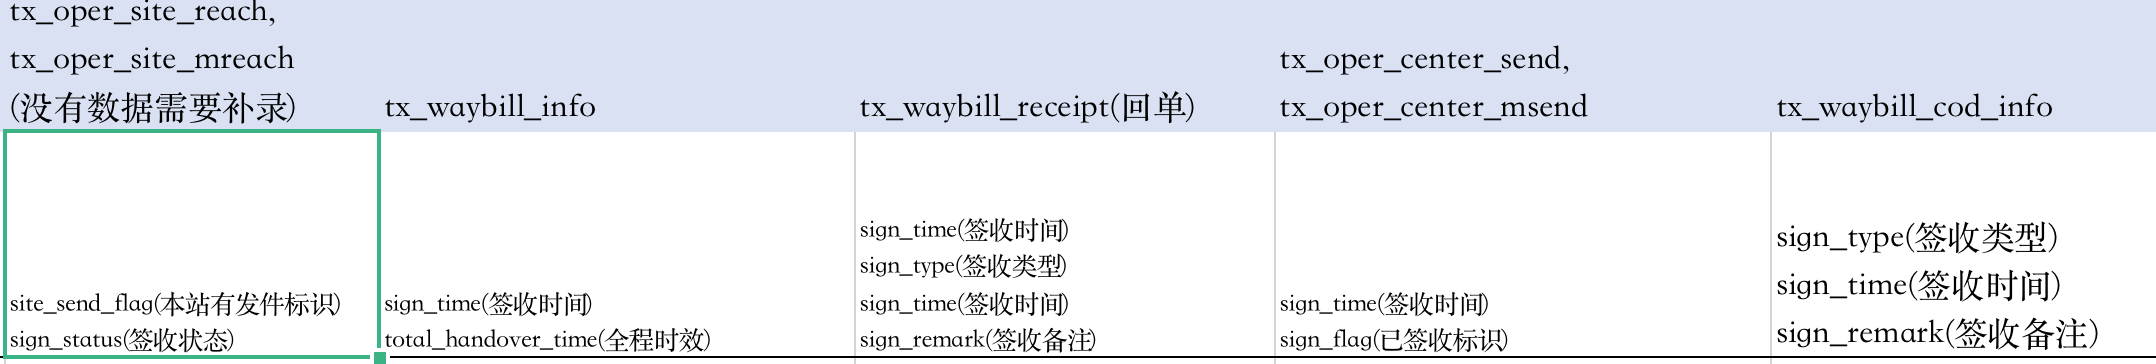 tx_oper_site_reach,
tx_oper_site_mreach
(没有数据需要补录)
tx_waybill_info
tx_waybill_receipt(回单)
tx_oper_center_send,
tx_oper_center_msend
tx_waybill_cod_info
site_send_flag(本站有发件标识)
sign_status(签收状态)
sign_time(签收时间)
total_handover_time(全程时效)
sign_time(签收时间)
sign_type(签收类型)
sign_time(签收时间)
sign_remark(签收备注)
sign_time(签收时间)
sign_flag(已签收标识)
sign_type(签收类型)
sign_time(签收时间)
sign_remark(签收备注)